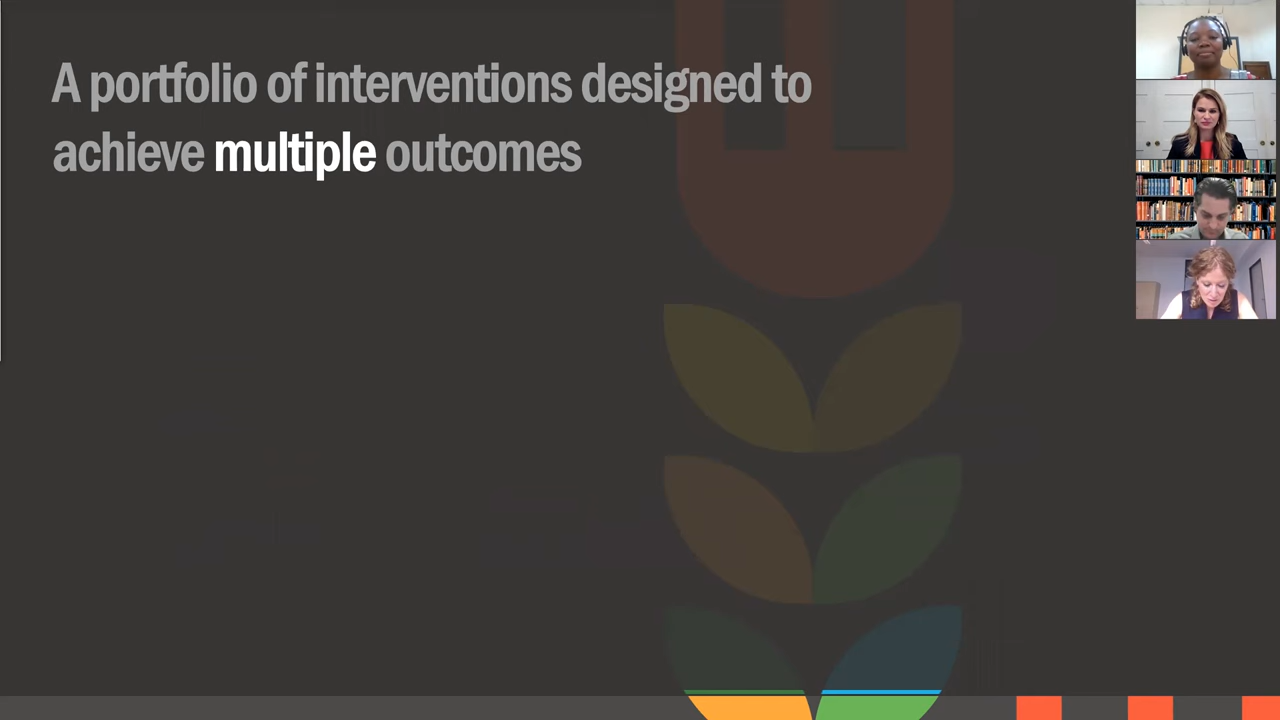 A portfolio of interventions designed to
achieve multiple outcomes